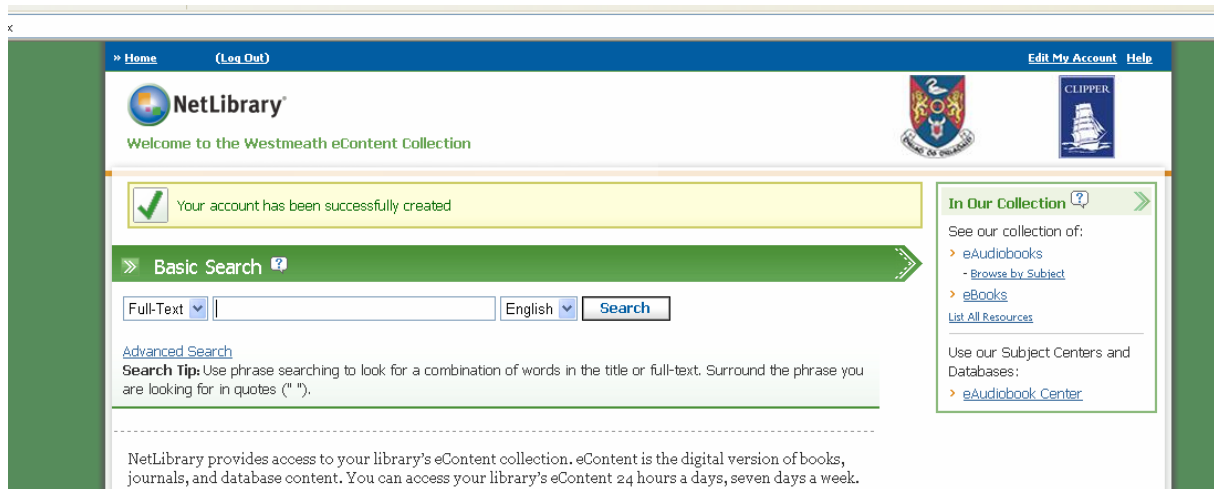 x
» Home (Log Out) Edit My Account Help
NetLibrary®
CLIPPER
Welcome to the Westmeath eContent Collection
Your account has been successfully created
In Our Collection ?
See our collection of:
> eAudiobooks
- Browse by Subject
> eBooks
List All Resources
Use our Subject Centers and
Databases:
> eAudiobook Center
» Basic Search ?
Full-Text English Search
Advanced Search
Search Tip: Use phrase searching to look for a combination of words in the title or full-text. Surround the phrase you
are looking for in quotes (" ").
NetLibrary provides access to your library's eContent collection. eContent is the digital version of books,
journals, and database content. You can access your library's eContent 24 hours a days, seven days a week.